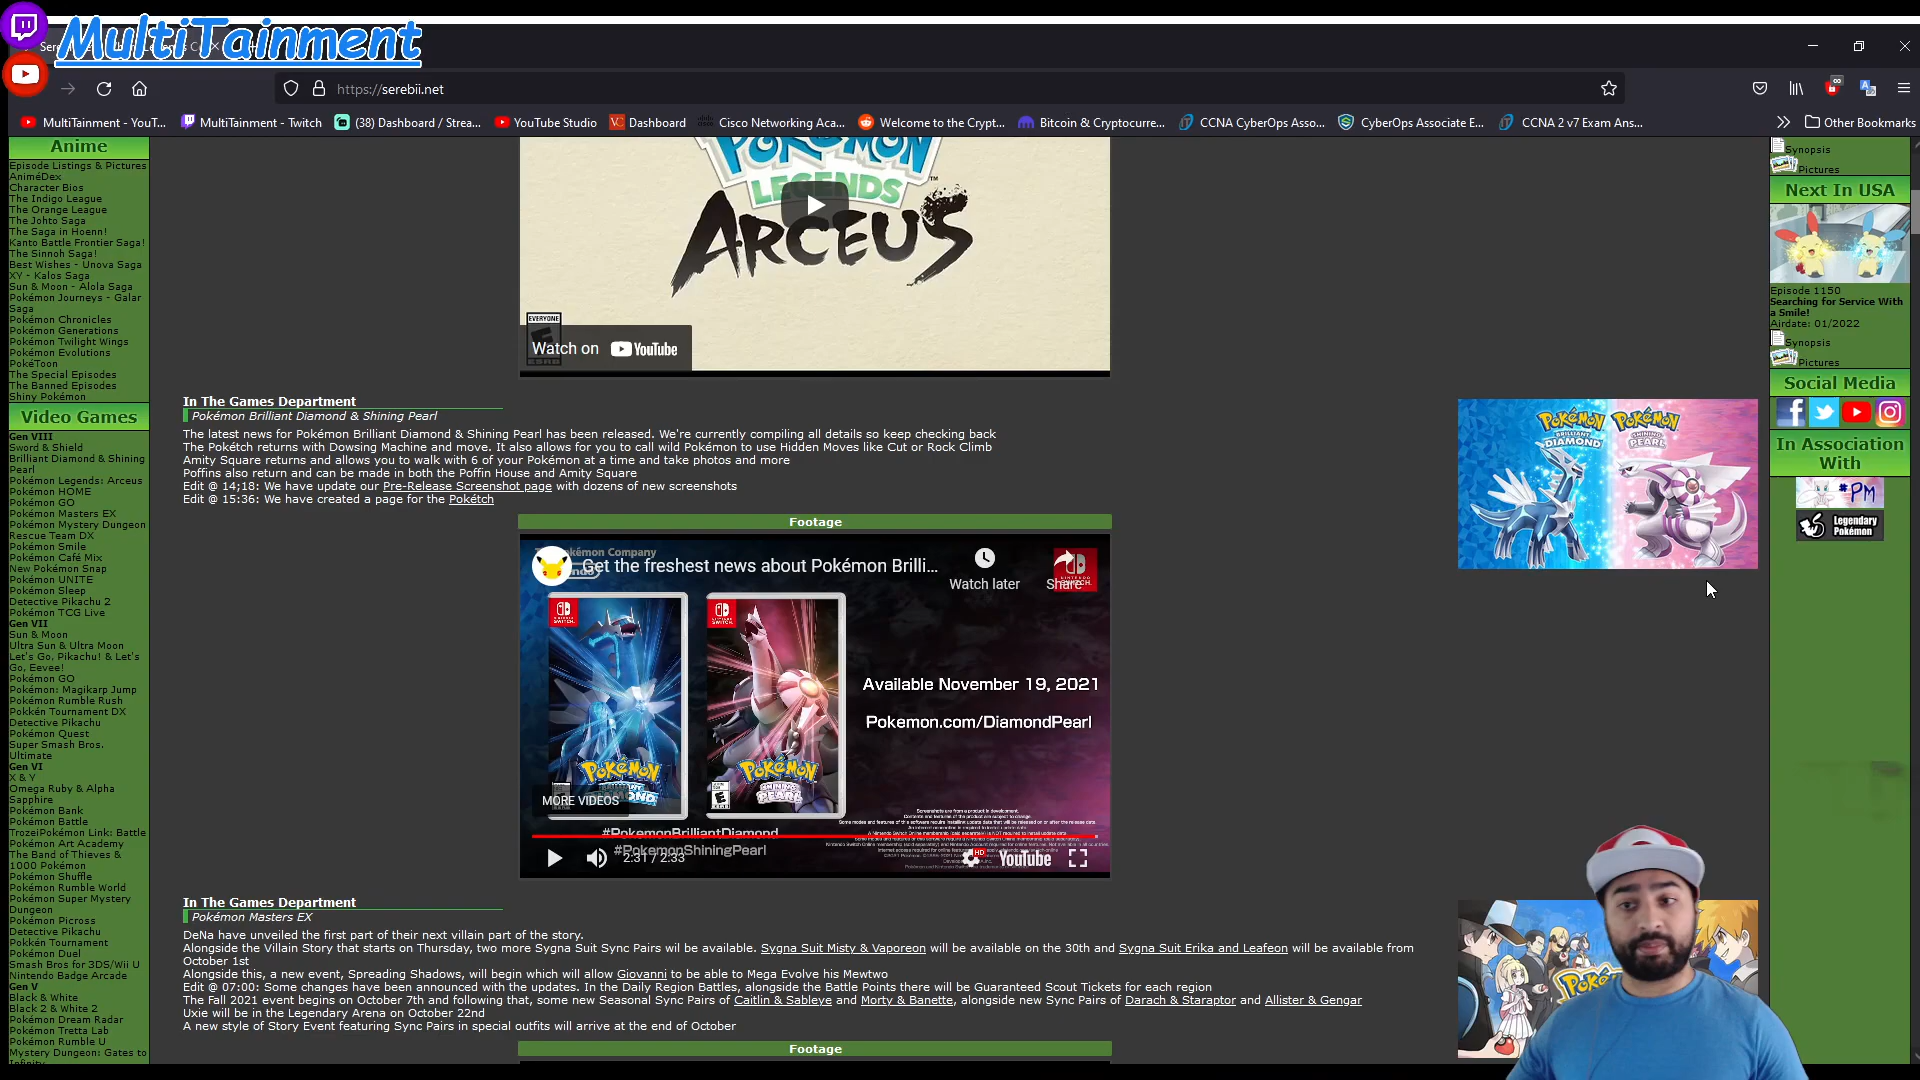 MultiTainment
https://serebii.net
MultiTainment - YouT...
MultiTainment - Twitch
(38) Dashboard / Strea...
YouTube Studio
Dashboard
Cisco Networking Aca...
Welcome to the Crypt...
Bitcoin & Cryptocurre...
CCNA CyberOps Asso...
CyberOps Associate E...
CCNA 2 v7 Exam Ans...
Other Bookmarks
Anime
Episode Listings & Pictures
AniméDex
Character Bios
The Indigo League
The Orange League
The Johto Saga
The Saga in Hoenn!
Kanto Battle Frontier Saga!
The Sinnoh Saga!
Best Wishes - Unova Saga
XY - Kalos Saga
Sun & Moon - Alola Saga
Pokémon Journeys - Galar
Saga
Pokémon Chronicles
Pokémon Generations
Pokémon Twilight Wings
Pokémon Evolutions
PokéToon
The Special Episodes
The Banned Episodes
Shiny Pokémon
Video Games
Gen VIII
Sword & Shield
Brilliant Diamond & Shining
Pearl
Pokémon Legends: Arceus
Pokémon HOME
Pokémon GO
Pokémon Masters EX
Pokémon Mystery Dungeon
Rescue Team DX
Pokémon Smile
Pokémon Café Mix
New Pokémon Snap
Pokémon UNITE
Pokémon Sleep
Detective Pikachu 2
Pokémon TCG Live
Gen VII
Sun & Moon
Ultra Sun & Ultra Moon
Let's Go, Pikachu! & Let's
Go, Eevee!
Pokémon GO
Pokémon: Magikarp Jump
Pokémon Rumble Rush
Pokkén Tournament DX
Detective Pikachu
Pokémon Quest
Super Smash Bros.
Ultimate
Gen VI
X & Y
Omega Ruby & Alpha
Sapphire
Pokémon Bank
Pokémon Battle
TrozeiPokémon Link: Battle
Pokémon Art Academy
The Band of Thieves &
1000 Pokémon
Pokémon Shuffle
Pokémon Rumble World
Pokémon Super Mystery
Dungeon
Pokémon Picross
Detective Pikachu
Pokkén Tournament
Pokémon Duel
Smash Bros for 3DS/Wii U
Nintendo Badge Arcade
Gen V
Black & White
Black 2 & White 2
Pokémon Dream Radar
Pokémon Tretta Lab
Pokémon Rumble U
Mystery Dungeon: Gates to
Infinity
POKÉMON
LEGENDS
ARCEUS
EVERYONE
Watch on YouTube
In The Games Department
Pokémon Brilliant Diamond & Shining Pearl
The latest news for Pokémon Brilliant Diamond & Shining Pearl has been released. We're currently compiling all details so keep checking back
The Pokétch returns with Dowsing Machine and move. It also allows for you to call wild Pokémon to use Hidden Moves like Cut or Rock Climb
Amity Square returns and allows you to walk with 6 of your Pokémon at a time and take photos and more
Poffins also return and can be made in both the Poffin House and Amity Square
Edit @ 14;18: We have update our Pre-Release Screenshot page with dozens of new screenshots
Edit @ 15:36: We have created a page for the Pokétch
POKÉMON BRILLIANT DIAMOND
POKÉMON SHINING PEARL
Footage
Get the freshest news about Pokémon Brilli...
Watch later
Share
Available November 19, 2021
Pokemon.com/DiamondPearl
POKÉMON
POKÉMON
SHINING PEARL
MORE VIDEOS
#PokemonBrilliantDiamond
#PokemonShiningPearl
2:31 / 2:33
HD
YouTube
In The Games Department
Pokémon Masters EX
DeNa have unveiled the first part of their next villain part of the story.
Alongside the Villain Story that starts on Thursday, two more Sygna Suit Sync Pairs wil be available. Sygna Suit Misty & Vaporeon will be available on the 30th and Sygna Suit Erika and Leafeon will be available from
October 1st
Alongside this, a new event, Spreading Shadows, will begin which will allow Giovanni to be able to Mega Evolve his Mewtwo
Edit @ 07:00: Some changes have been announced with the updates. In the Daily Region Battles, alongside the Battle Points there will be Guaranteed Scout Tickets for each region
The Fall 2021 event begins on October 7th and following that, some new Seasonal Sync Pairs of Caitlin & Sableye and Morty & Banette, alongside new Sync Pairs of Darach & Staraptor and Allister & Gengar
Uxie will be in the Legendary Arena on October 22nd
A new style of Story Event featuring Sync Pairs in special outfits will arrive at the end of October
Footage
Synopsis
Pictures
Next In USA
Episode 1150
Searching for Service With
a Smile!
Airdate: 01/2022
Synopsis
Pictures
Social Media
In Association
With
#PM
Legendary
Pokémon